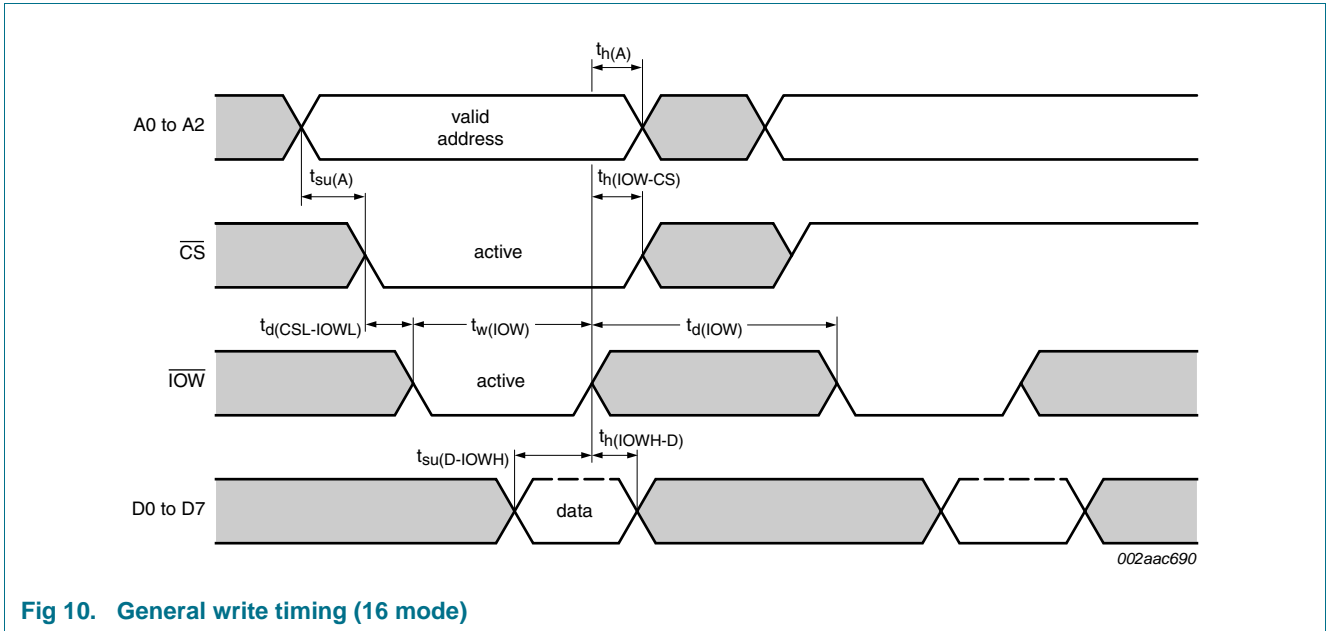 th(A)
A0 to A2
valid
address
tsu(A)
th(IOW-CS)
CS
active
td(CSL-IOWL)
tw(IOW)
td(IOW)
IOW
active
tsu(D-IOWH)
th(IOWH-D)
D0 to D7
data
002aac690
Fig 10. General write timing (16 mode)